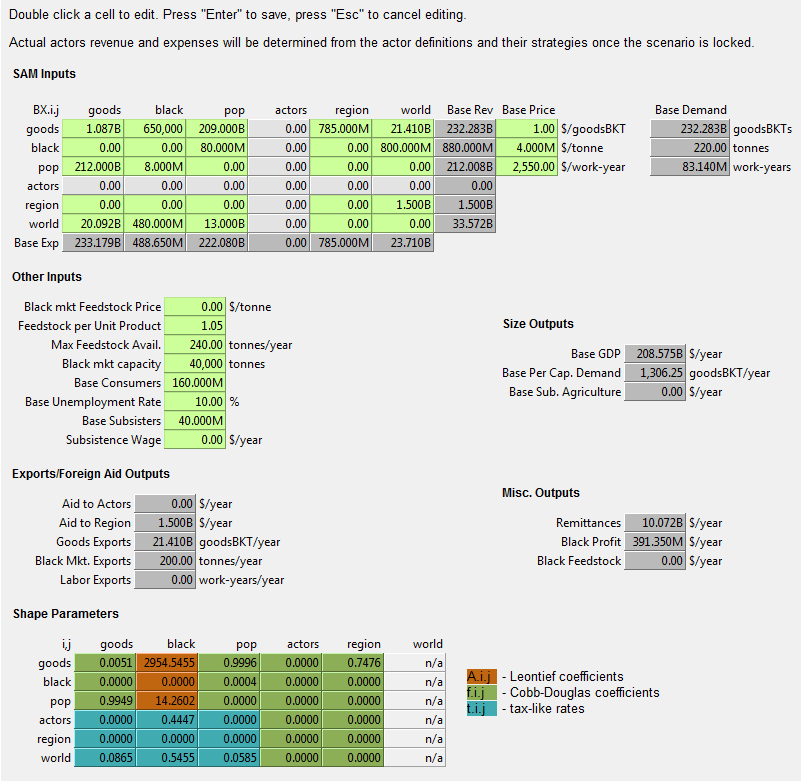 Double click a cell to edit. Press "Enter" to save, press "Esc" to cancel editing.
Actual actors revenue and expenses will be determined from the actor definitions and their strategies once the scenario is locked.
SAM Inputs
BX.i.j goods black pop actors region world Base Rev Base Price Base Demand
goods 1.087B 650,000 209.000B 0.00 785.000M 21.410B 232.283B 1.00 $/goodsBKT 232.283B goodsBKTs
black 0.00 0.00 80.000M 0.00 0.00 800.000M 880.000M 4.000M $/tonne 220.00 tonnes
pop 212.000B 8.000M 0.00 0.00 0.00 0.00 212.008B 2,550.00 $/work-year 83.140M work-years
actors 0.00 0.00 0.00 0.00 0.00 0.00 0.00
region 0.00 0.00 0.00 0.00 0.00 1.500B 1.500B
world 20.092B 480.000M 13.000B 0.00 0.00 0.00 33.572B
Base Exp 233.179B 488.650M 222.080B 0.00 785.000M 23.710B
Other Inputs
Black mkt Feedstock Price 0.00 $/tonne
Feedstock per Unit Product 1.05
Max Feedstock Avail. 240.00 tonnes/year
Black mkt capacity 40,000 tonnes
Base Consumers 160.000M
Base Unemployment Rate 10.00 %
Base Subsisters 40.000M
Subsistence Wage 0.00 $/year
Size Outputs
Base GDP 208.575B $/year
Base Per Cap. Demand 1,306.25 goodsBKT/year
Base Sub. Agriculture 0.00 $/year
Exports/Foreign Aid Outputs
Aid to Actors 0.00 $/year
Aid to Region 1.500B $/year
Goods Exports 21.410B goodsBKT/year
Black Mkt. Exports 200.00 tonnes/year
Labor Exports 0.00 work-years/year
Misc. Outputs
Remittances 10.072B $/year
Black Profit 391.350M $/year
Black Feedstock 0.00 $/year
Shape Parameters
i,j goods black pop actors region world
goods 0.0051 2954.5455 0.9996 0.0000 0.7476 n/a
black 0.0000 0.0000 0.0004 0.0000 0.0000 n/a
pop 0.9949 14.2602 0.0000 0.0000 0.0000 n/a
actors 0.0000 0.4447 0.0000 0.0000 0.0000 n/a
region 0.0000 0.0000 0.0000 0.0000 0.0000 n/a
world 0.0865 0.5455 0.0585 0.0000 0.0000 n/a
A.i.j - Leontief coefficients
f.i.j - Cobb-Douglas coefficients
t.i.j - tax-like rates